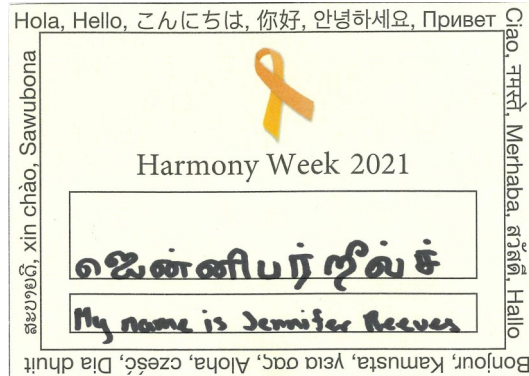 Hola, Hello, こんにちは, 你好, 안녕하세요, Привет
Ciao, नमस्ते, Merhaba, สวัสดี, Hallo
Harmony Week 2021
ஜென்னிபர் றீவ்ச்
My name is Jennifer Reeves
Bonjour, Kamusta, γεια σας, Aloha, cześć, Dia dhuit
ສະບາຍດີ, xin chào, Sawubona